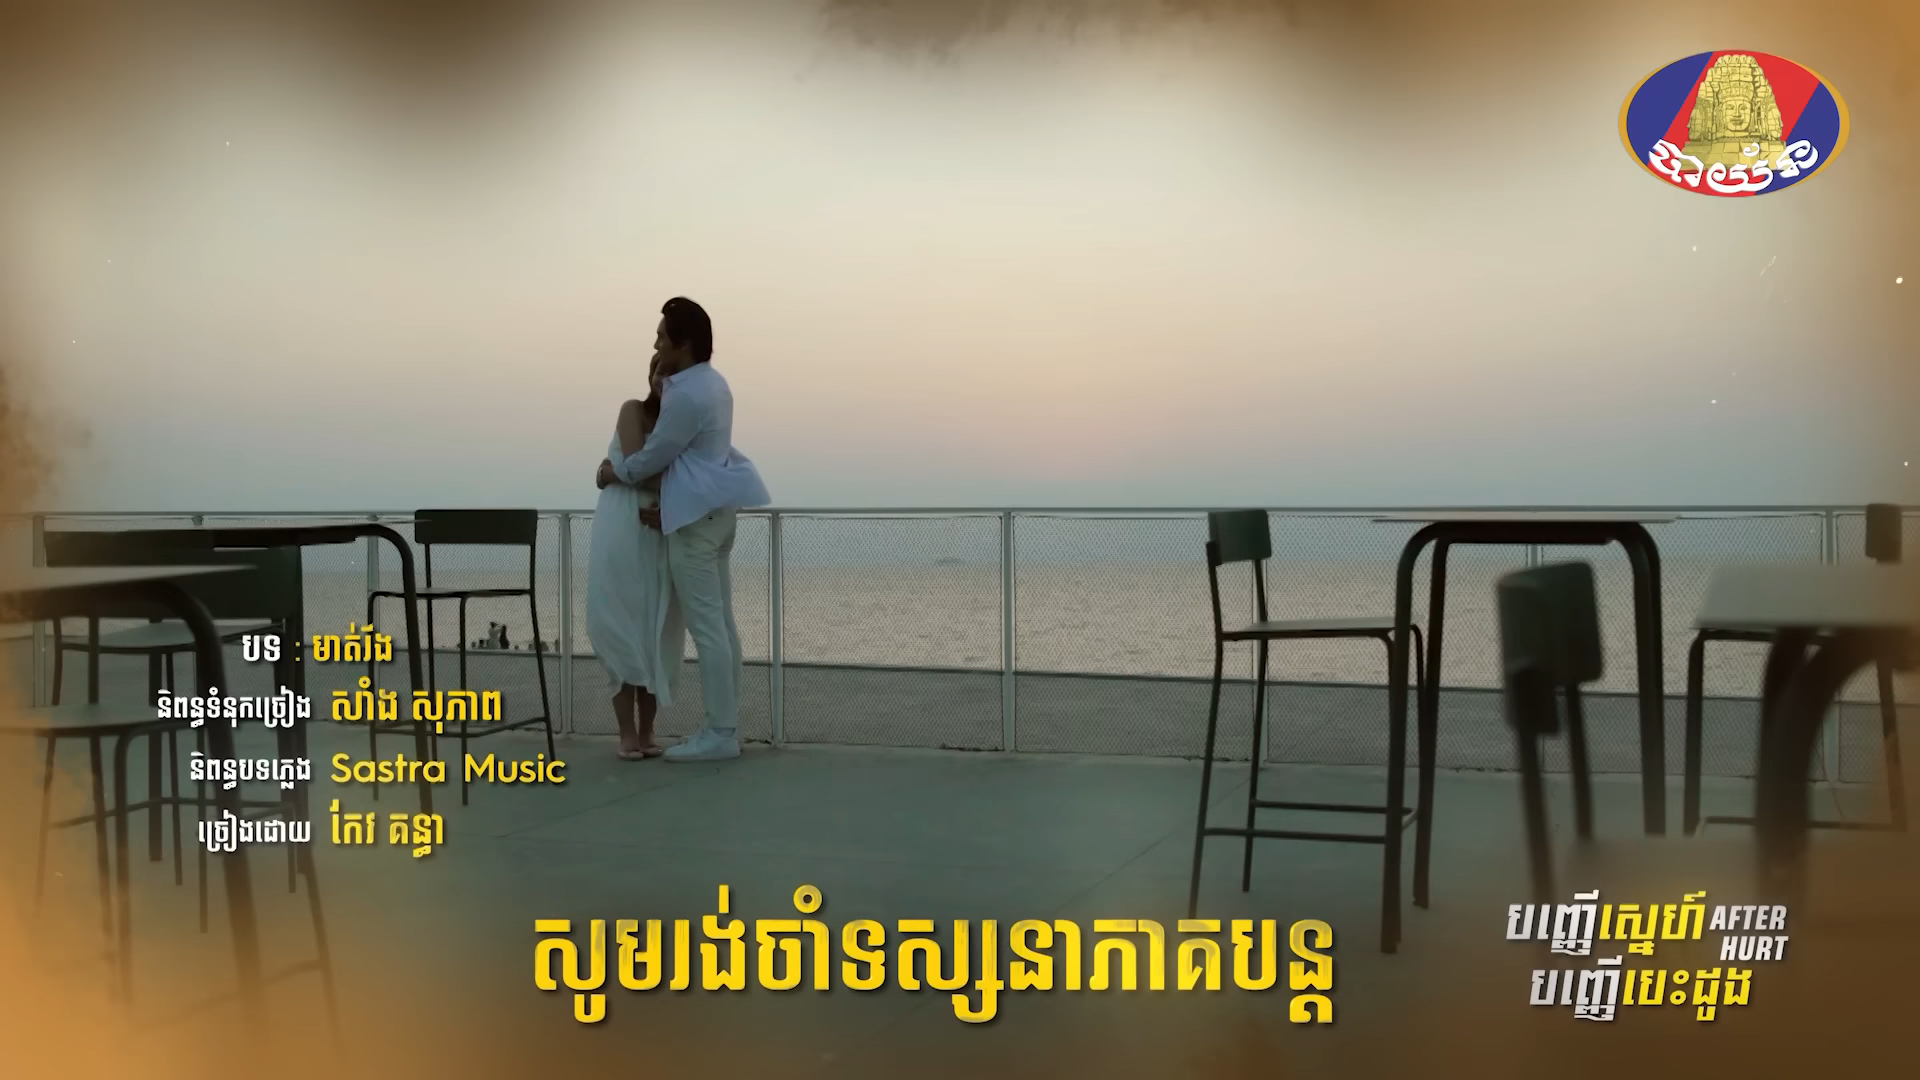 បាយ័ន
បទ : មាត់រឹង
និពន្ធទំនុកច្រៀង សាំង សុភាព
និពន្ធបទភ្លេង Sastra Music
ច្រៀងដោយ កែវ គន្ធា
សូមរង់ចាំទស្សនាភាគបន្ត
បញ្ញើស្នេហ៍ AFTER
HURT
បញ្ញើបេះដូង